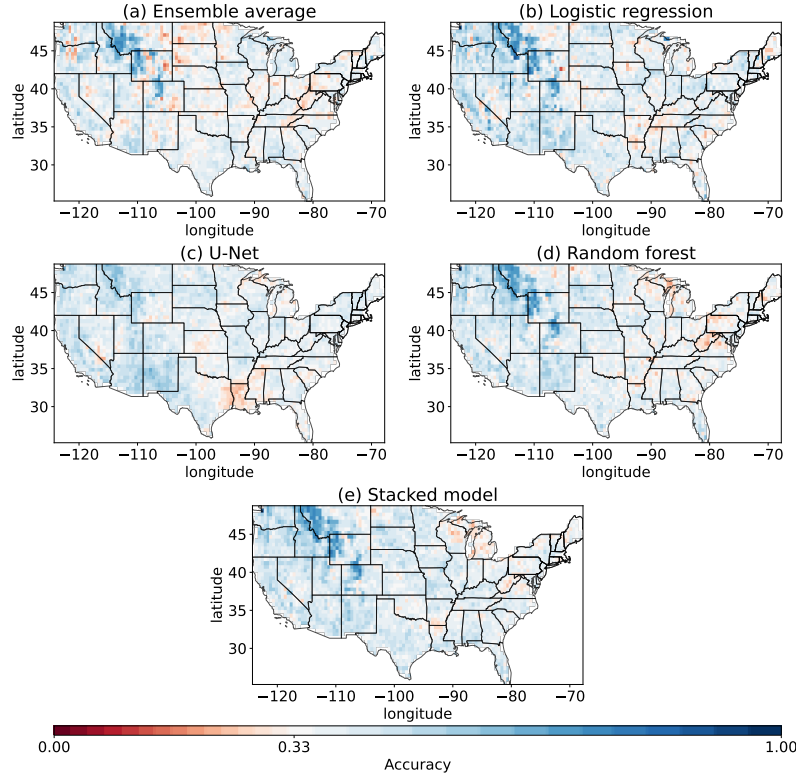 (a) Ensemble average
(b) Logistic regression
latitude
45
40
35
30
−120 −110 −100 −90 −80 −70
longitude
latitude
45
40
35
30
−120 −110 −100 −90 −80 −70
longitude
(c) U-Net
(d) Random forest
latitude
45
40
35
30
−120 −110 −100 −90 −80 −70
longitude
latitude
45
40
35
30
−120 −110 −100 −90 −80 −70
longitude
(e) Stacked model
latitude
45
40
35
30
−120 −110 −100 −90 −80 −70
longitude
0.00 0.33 1.00
Accuracy